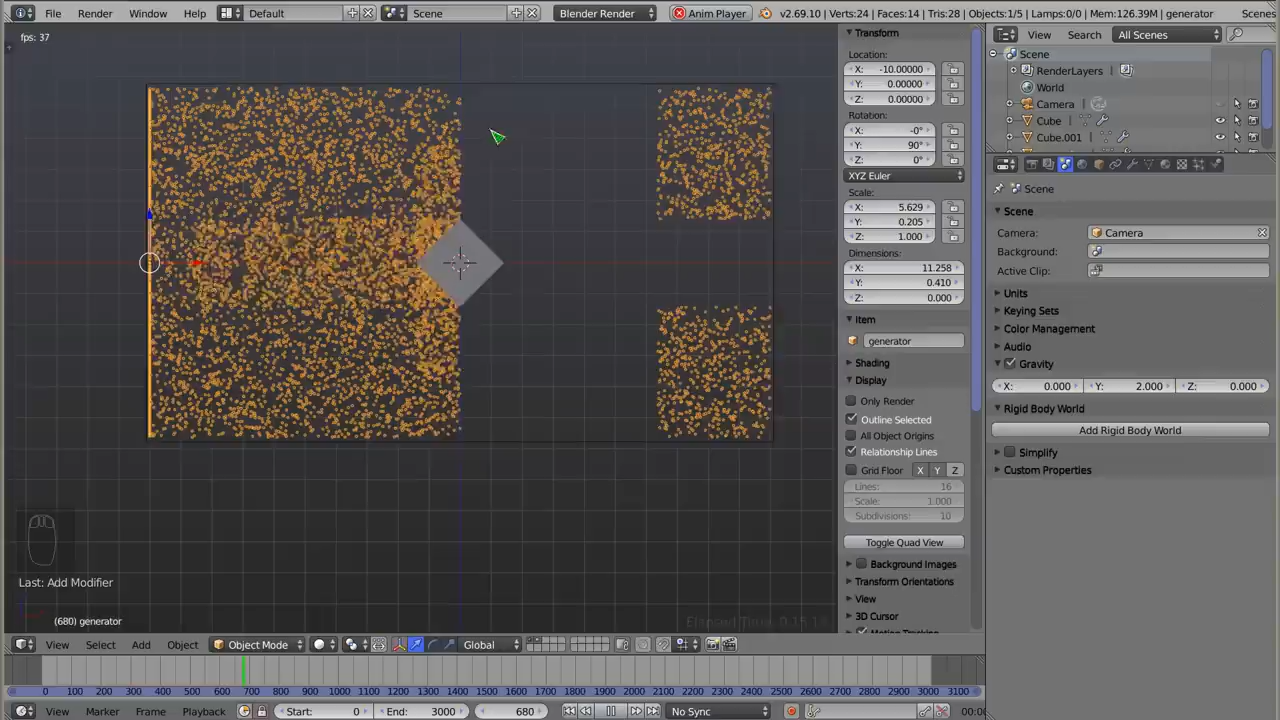 File Render Window Help Default Scene Blender Render Anim Player v2.69.10 | Verts:24 | Faces:14 | Tris:28 | Objects:1/5 | Lamps:0/0 | Mem:126.39M | generator Scenes
fps: 37
Transform
Location:
X: -10.00000
Y: 0.00000
Z: 0.00000
Rotation:
X: -0°
Y: 90°
Z: 0°
XYZ Euler
Scale:
X: 5.629
Y: 0.205
Z: 1.000
Dimensions:
X: 11.258
Y: 0.410
Z: 0.000
Item
generator
Shading
Display
Only Render
Outline Selected
All Object Origins
Relationship Lines
Grid Floor X Y Z
Lines: 16
Scale: 1.000
Subdivisions: 10
Toggle Quad View
Background Images
Transform Orientations
View
3D Cursor
Motion Tracking
View Search All Scenes
Scene
RenderLayers
World
Camera
Cube
Cube.001
Scene
Scene
Camera: Camera
Background:
Active Clip:
Units
Keying Sets
Color Management
Audio
Gravity
X: 0.000 Y: 2.000 Z: 0.000
Rigid Body World
Add Rigid Body World
Simplify
Custom Properties
Last: Add Modifier
(680) generator
View Select Add Object Object Mode Global
0 100 200 300 400 500 600 700 800 900 1000 1100 1200 1300 1400 1500 1600 1700 1800 1900 2000 2100 2200 2300 2400 2500 2600 2700 2800 2900 3000 3100
View Marker Frame Playback Start: 0 End: 3000 680 No Sync